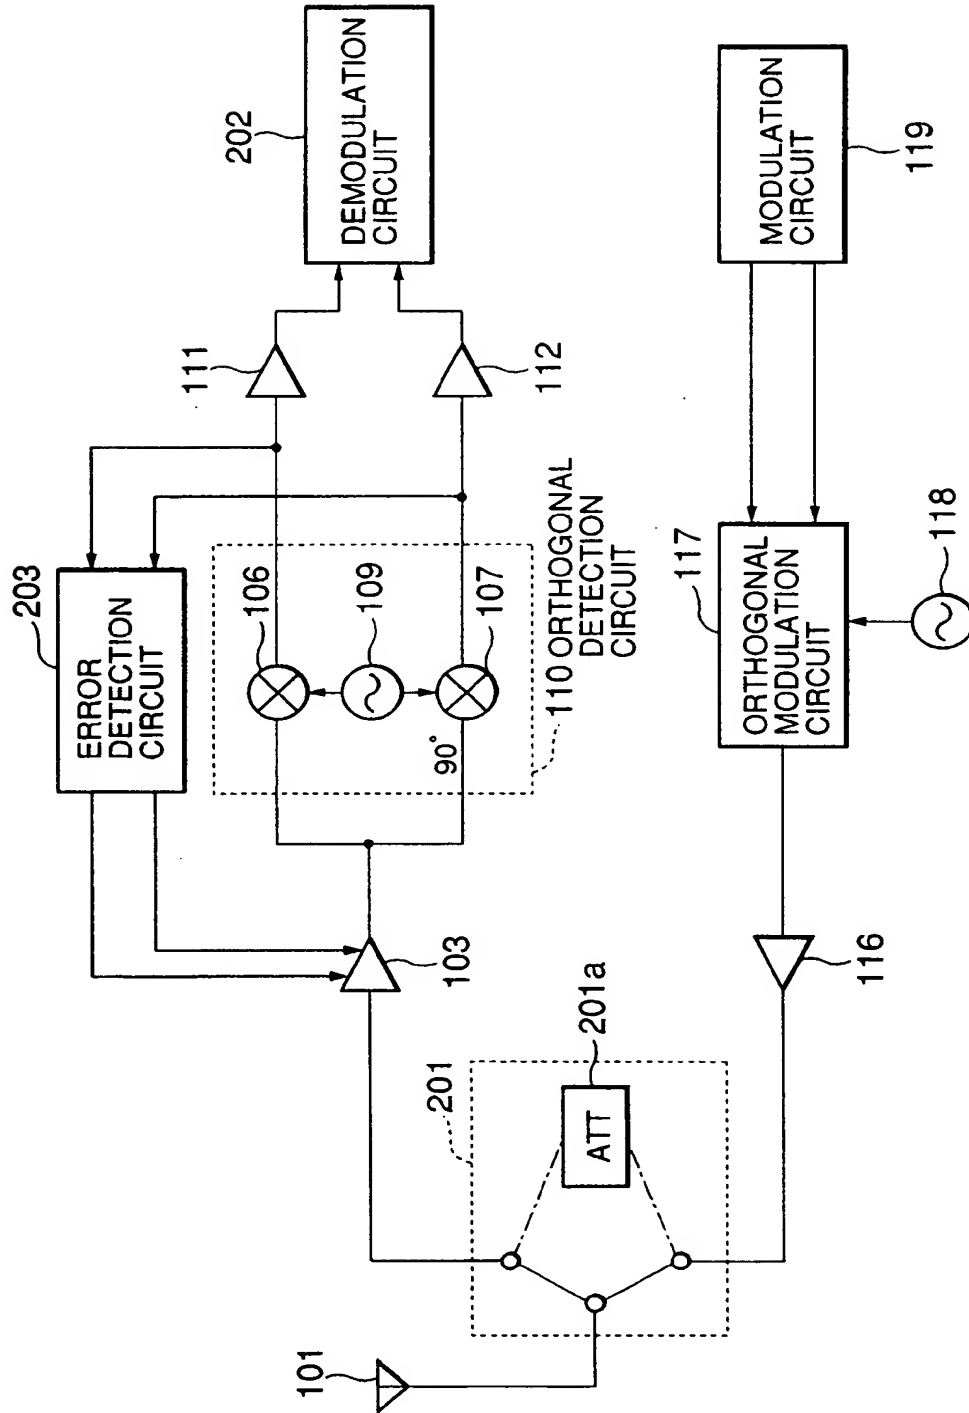 101
201
201a
ATT
103
116
203
ERROR
DETECTION
CIRCUIT
90°
106
109
107
110 ORTHOGONAL
DETECTION
CIRCUIT
111
112
202
DEMODULATION
CIRCUIT
117
ORTHOGONAL
MODULATION
CIRCUIT
118
MODULATION
CIRCUIT
119